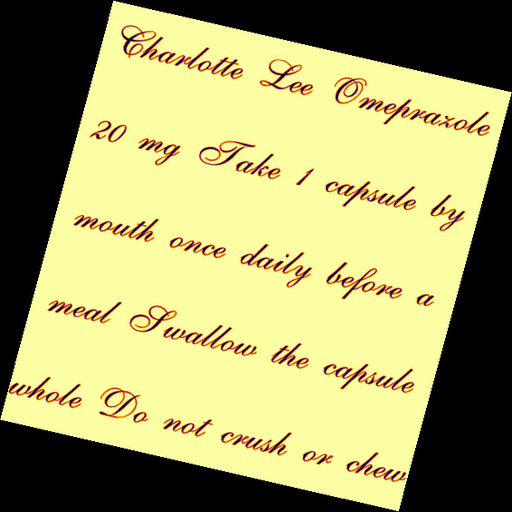 Charlotte Lee Omeprazole
20 mg Take 1 capsule by
mouth once daily before a
meal Swallow the capsule
whole Do not crush or chew